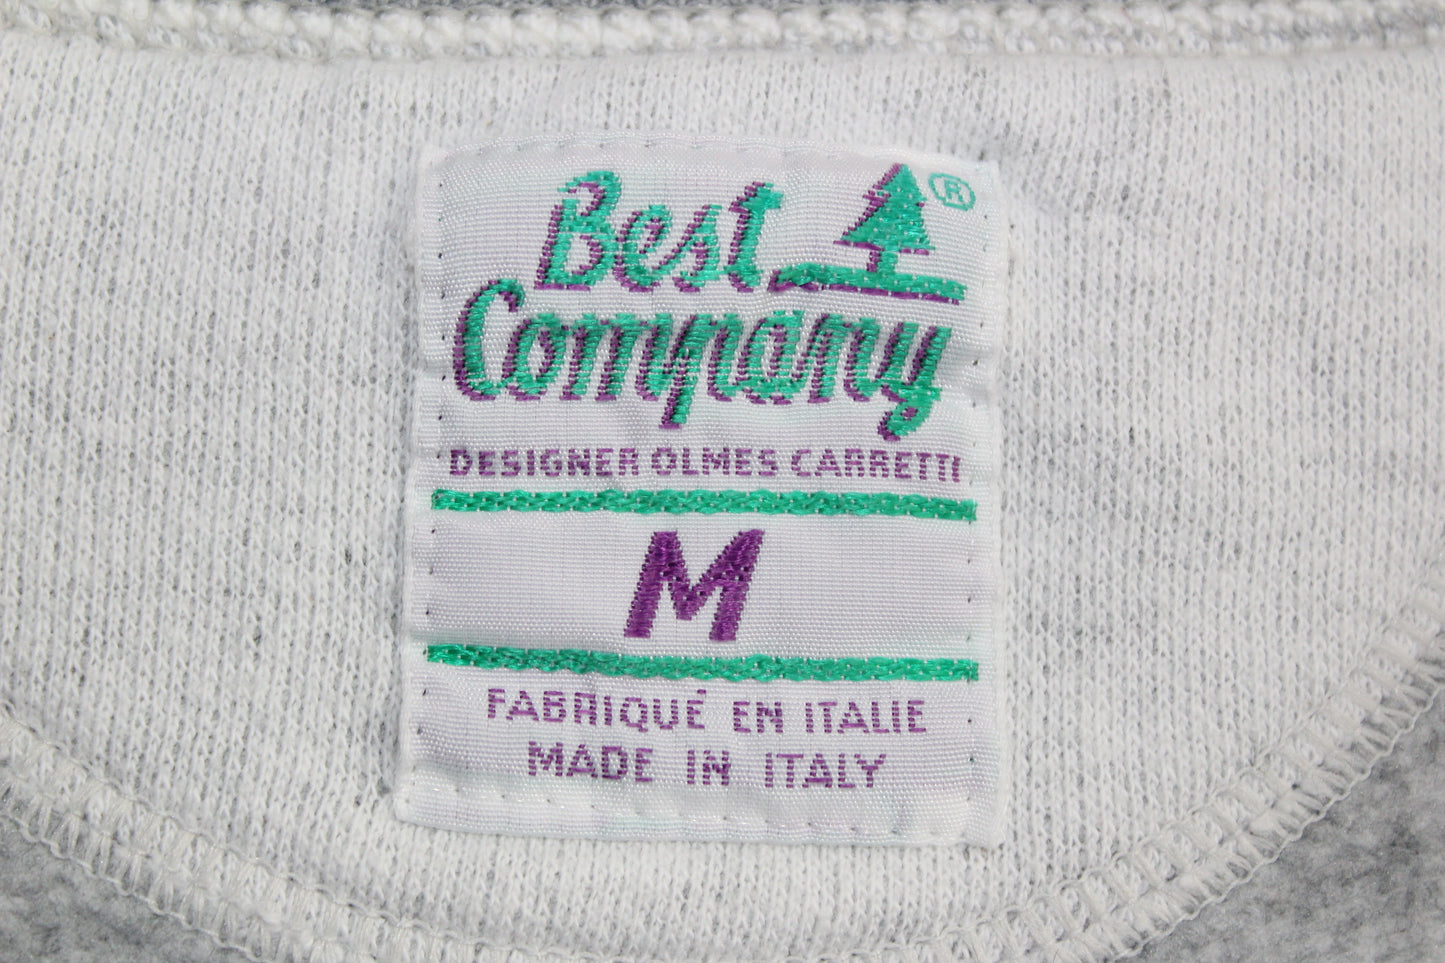 Best ®
Company
DESIGNER OLMES CARRETTI
M
FABRIQUÉ EN ITALIE
MADE IN ITALY